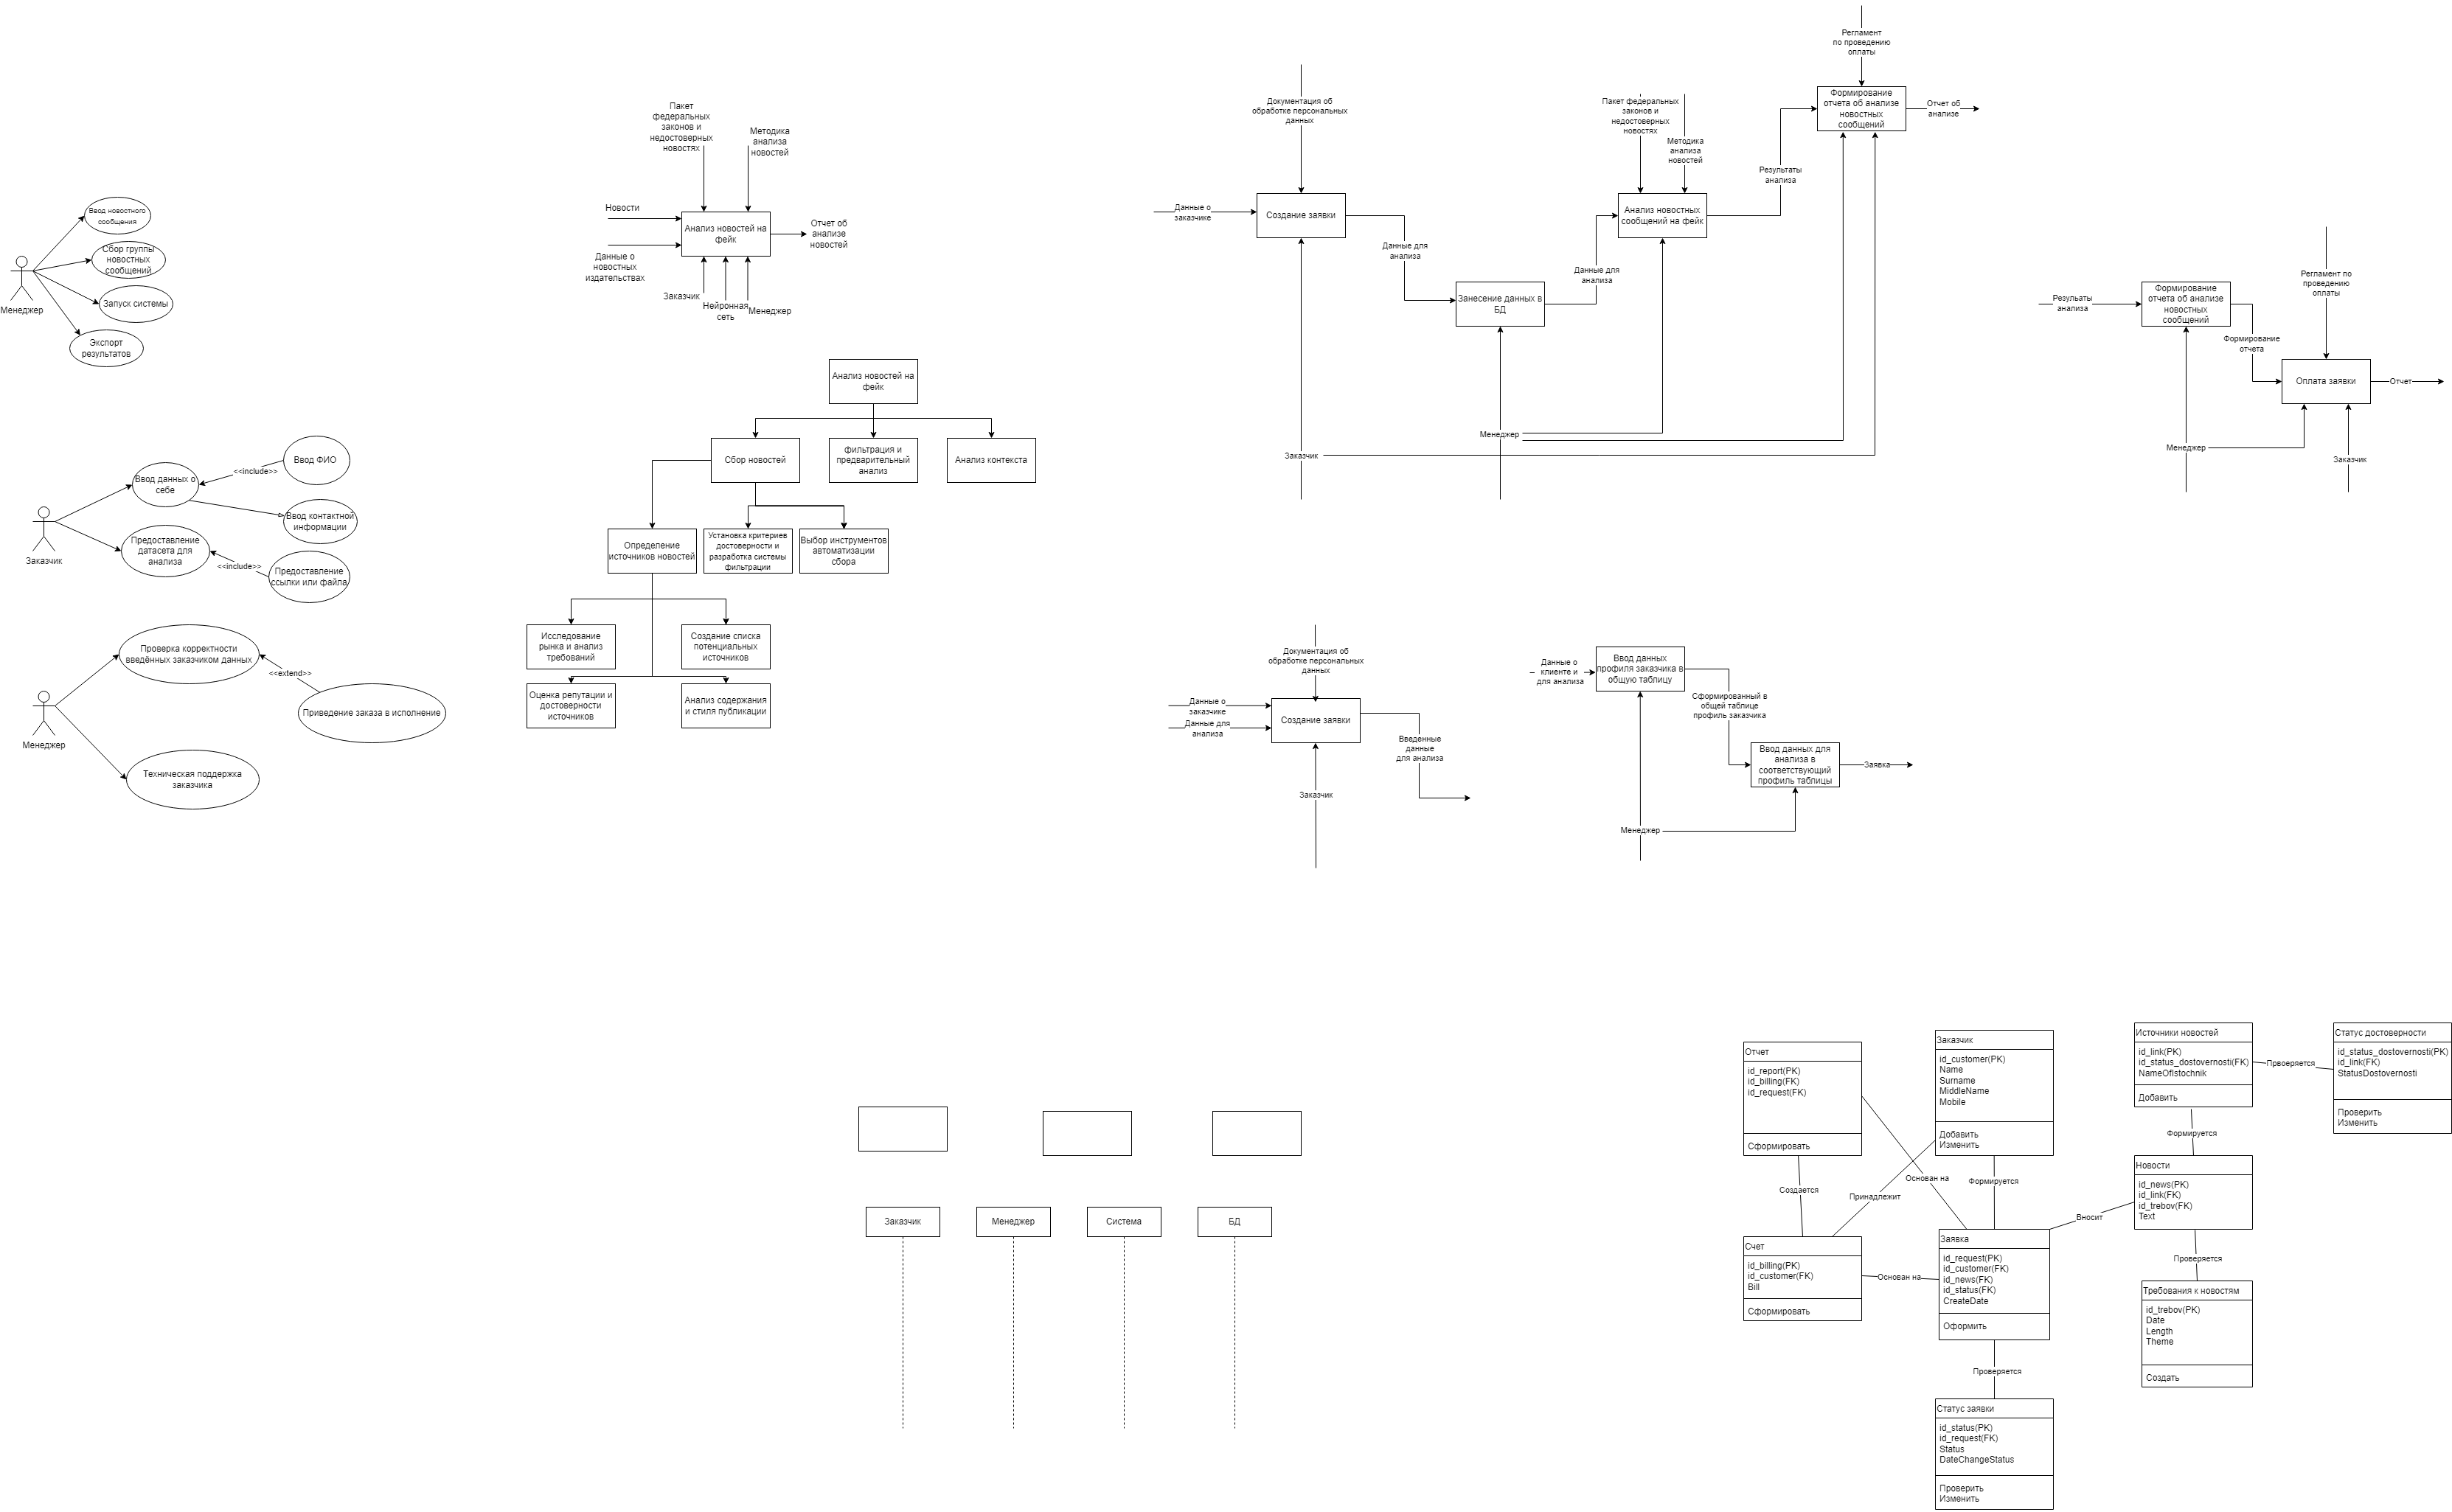 Ввод новостного
сообщения
Сбор группы
новостных
сообщений
Запуск системы
Экспорт
результатов
Менеджер
Ввод ФИО
<<include>>
Ввод данных о
себе
Ввод контактной
информации
Предоставление
датасета для
анализа
<<include>>
Предоставление
ссылки или файла
Заказчик
Проверка корректности
введённых заказчиком данных
<<extend>>
Приведение заказа в исполнение
Менеджер
Техническая поддержка
заказчика
Пакет
федеральных
законов и
недостоверных
новостях
Методика
анализа
новостей
Новости
Данные о
новостных
издательствах
Анализ новостей на
фейк
Отчет об
анализе
новостей
Заказчик
Нейронная
сеть
Менеджер
Анализ новостей на
фейк
Сбор новостей
фильтрация и
предварительный
анализ
Анализ контекста
Определение
источников новостей
Установка критериев
достоверности и
разработка системы
фильтрации
Выбор инструментов
автоматизации
сбора
Исследование
рынка и анализ
требований
Создание списка
потенциальных
источников
Оценка репутации и
достоверности
источников
Анализ содержания
и стиля публикации
Документация об
обработке персональных
данных
Данные о
заказчике
Создание заявки
Данные для
анализа
Занесение данных в
БД
Данные для
анализа
Пакет федеральных
законов и
недостоверных
новостях
Методика
анализа
новостей
Анализ новостных
сообщений на фейк
Результаты
анализа
Регламент
по проведению
оплаты
Формирование
отчета об анализе
новостных
сообщений
Отчет об
анализе
Менеджер
Заказчик
Резульаты
анализа
Формирование
отчета об анализе
новостных
сообщений
Формирование
отчета
Регламент по
проведению
оплаты
Оплата заявки
Отчет
Менеджер
Заказчик
Документация об
обработке персональных
данных
Данные о
заказчике
Данные для
анализа
Создание заявки
Введенные
данные
для анализа
Заказчик
Данные о
клиенте и
для анализа
Ввод данных
профиля заказчика в
общую таблицу
Сформированный в
общей таблице
профиль заказчика
Ввод данных для
анализа в
соответствующий
профиль таблицы
Заявка
Менеджер
Заказчик
Менеджер
Система
БД
Отчет
id_report(PK)
id_billing(FK)
id_request(FK)
Сформировать
Создается
Счет
id_billing(PK)
id_customer(FK)
Bill
Сформировать
Заказчик
id_customer(PK)
Name
Surname
MiddleName
Mobile
Добавить
Изменить
Основан на
Принадлежит
Формируется
Основан на
Заявка
id_request(PK)
id_customer(FK)
id_news(FK)
id_status(FK)
CreateDate
Оформить
Проверяется
Статус заявки
id_status(PK)
id_request(FK)
Status
DateChangeStatus
Проверить
Изменить
Вносит
Источники новостей
id_link(PK)
id_status_dostovernosti(FK)
NameOfIstochnik
Добавить
Првоеряется
Статус достоверности
id_status_dostovernosti(PK)
id_link(FK)
StatusDostovernosti
Проверить
Изменить
Формируется
Новости
id_news(PK)
id_link(FK)
id_trebov(FK)
Text
Проверяется
Требования к новостям
id_trebov(PK)
Date
Length
Theme
Создать